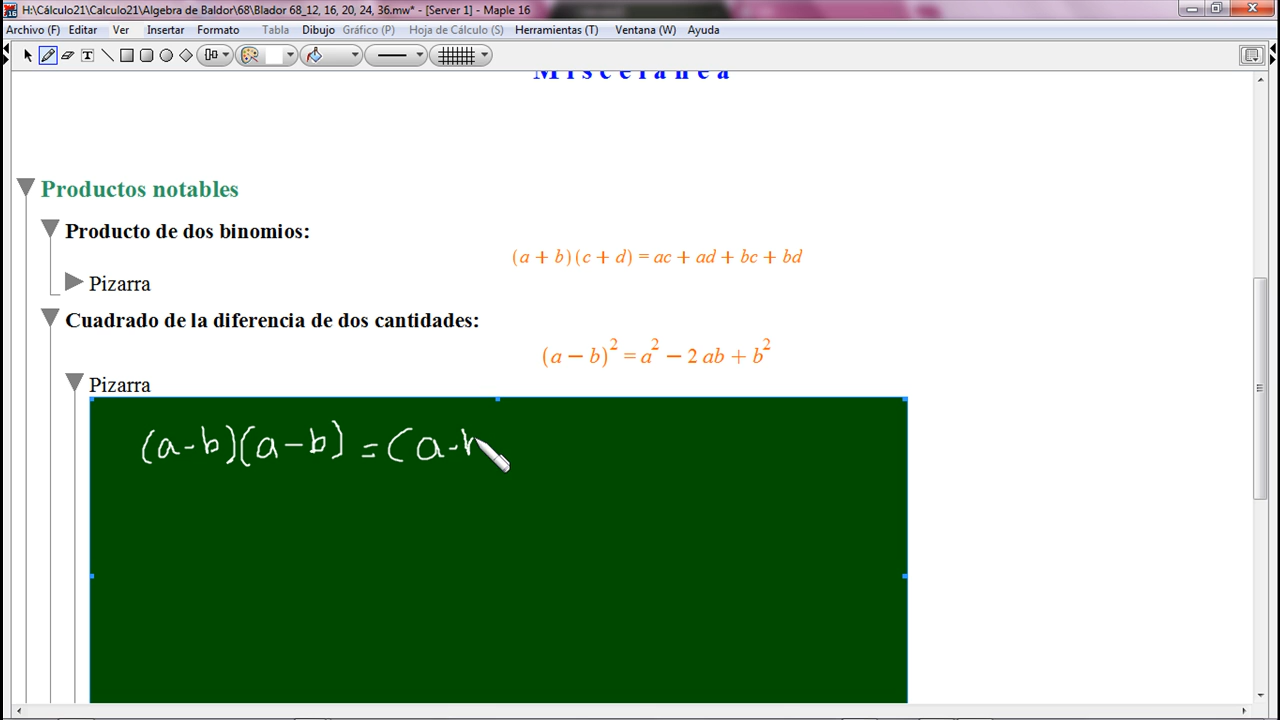 H:\Cálculo21\Calculo21\Algebra de Baldor\68\Blador 68_12, 16, 20, 24, 36.mw* - [Server 1] - Maple 16
Archivo (F) Editar Ver Insertar Formato Tabla Dibujo Gráfico (P) Hoja de Cálculo (S) Herramientas (T) Ventana (W) Ayuda
M i s c e l a n e a
Productos notables
Producto de dos binomios:
(a + b) (c + d) = ac + ad + bc + bd
Pizarra
Cuadrado de la diferencia de dos cantidades:
(a − b)² = a² − 2 ab + b²
Pizarra
(a-b)(a-b) = (a-b